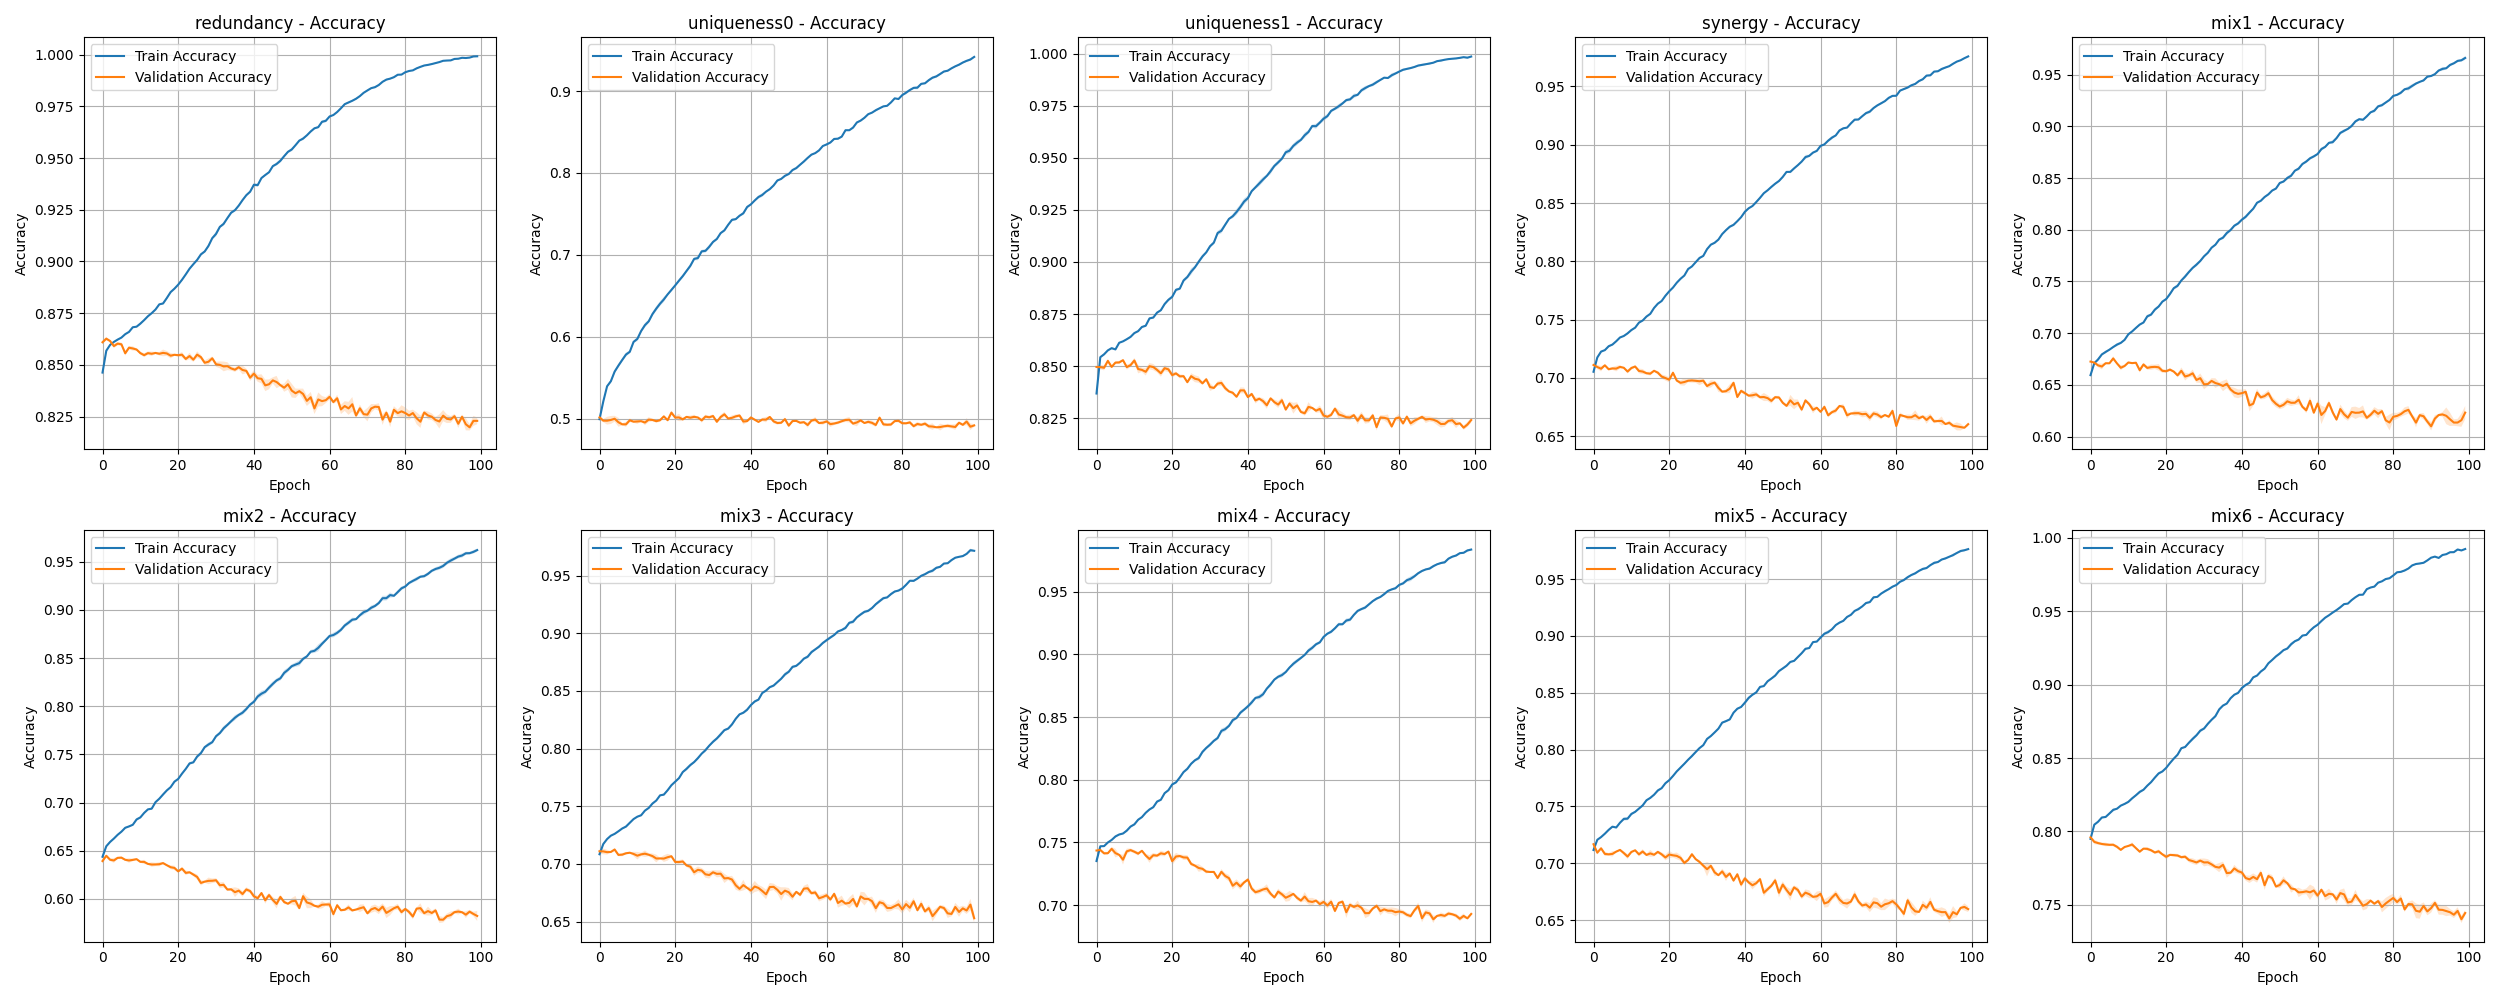 redundancy - Accuracy
Train Accuracy
Validation Accuracy
1.000
0.975
0.950
0.925
0.900
0.875
0.850
0.825
Accuracy
0 20 40 60 80 100
Epoch
uniqueness0 - Accuracy
Train Accuracy
Validation Accuracy
0.9
0.8
0.7
0.6
0.5
Accuracy
0 20 40 60 80 100
Epoch
uniqueness1 - Accuracy
Train Accuracy
Validation Accuracy
1.000
0.975
0.950
0.925
0.900
0.875
0.850
0.825
Accuracy
0 20 40 60 80 100
Epoch
synergy - Accuracy
Train Accuracy
Validation Accuracy
0.95
0.90
0.85
0.80
0.75
0.70
0.65
Accuracy
0 20 40 60 80 100
Epoch
mix1 - Accuracy
Train Accuracy
Validation Accuracy
0.95
0.90
0.85
0.80
0.75
0.70
0.65
0.60
Accuracy
0 20 40 60 80 100
Epoch
mix2 - Accuracy
Train Accuracy
Validation Accuracy
0.95
0.90
0.85
0.80
0.75
0.70
0.65
0.60
Accuracy
0 20 40 60 80 100
Epoch
mix3 - Accuracy
Train Accuracy
Validation Accuracy
0.95
0.90
0.85
0.80
0.75
0.70
0.65
Accuracy
0 20 40 60 80 100
Epoch
mix4 - Accuracy
Train Accuracy
Validation Accuracy
0.95
0.90
0.85
0.80
0.75
0.70
Accuracy
0 20 40 60 80 100
Epoch
mix5 - Accuracy
Train Accuracy
Validation Accuracy
0.95
0.90
0.85
0.80
0.75
0.70
0.65
Accuracy
0 20 40 60 80 100
Epoch
mix6 - Accuracy
Train Accuracy
Validation Accuracy
1.00
0.95
0.90
0.85
0.80
0.75
Accuracy
0 20 40 60 80 100
Epoch